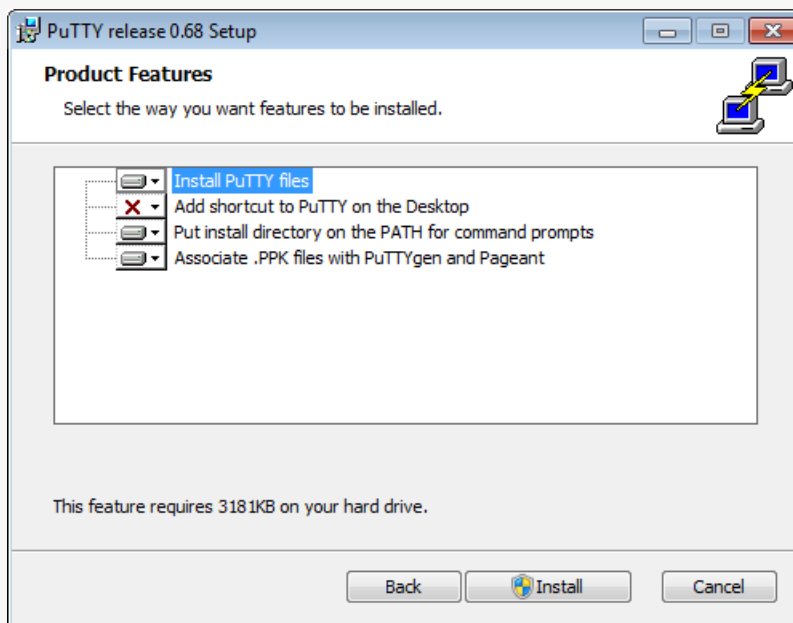 PuTTY release 0.68 Setup
Product Features
Select the way you want features to be installed.
Install PuTTY files
Add shortcut to PuTTY on the Desktop
Put install directory on the PATH for command prompts
Associate .PPK files with PuTTYgen and Pageant
This feature requires 3181KB on your hard drive.
Back
Install
Cancel